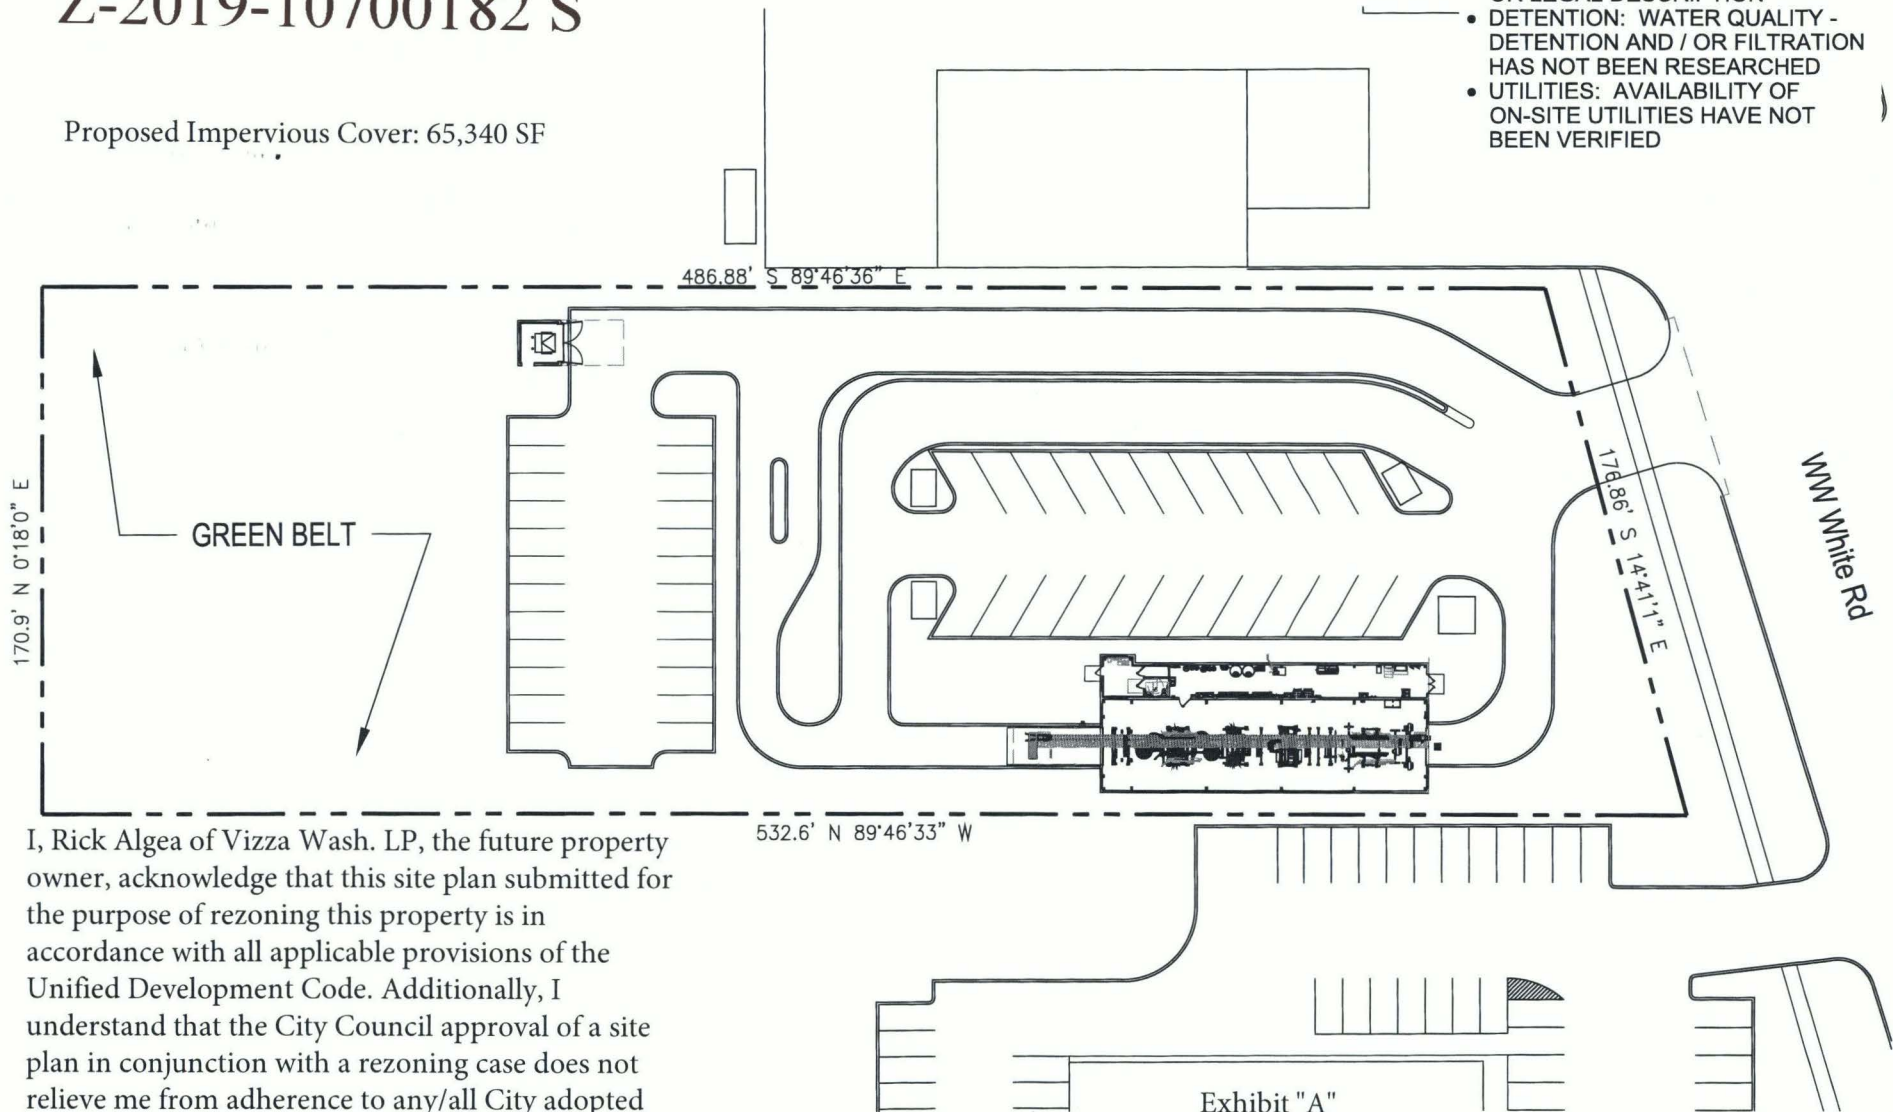 Z-2019-10700182 S
Proposed Impervious Cover: 65,340 SF
• DETENTION: WATER QUALITY -
DETENTION AND / OR FILTRATION
HAS NOT BEEN RESEARCHED
• UTILITIES: AVAILABILITY OF
ON-SITE UTILITIES HAVE NOT
BEEN VERIFIED
486.88' S 89°46'36" E
GREEN BELT
170.9' N 0°18'0" E
176.86' S 14°41'1" E
WW White Rd
532.6' N 89°46'33" W
I, Rick Algea of Vizza Wash. LP, the future property
owner, acknowledge that this site plan submitted for
the purpose of rezoning this property is in
accordance with all applicable provisions of the
Unified Development Code. Additionally, I
understand that the City Council approval of a site
plan in conjunction with a rezoning case does not
relieve me from adherence to any/all City adopted
Exhibit "A"